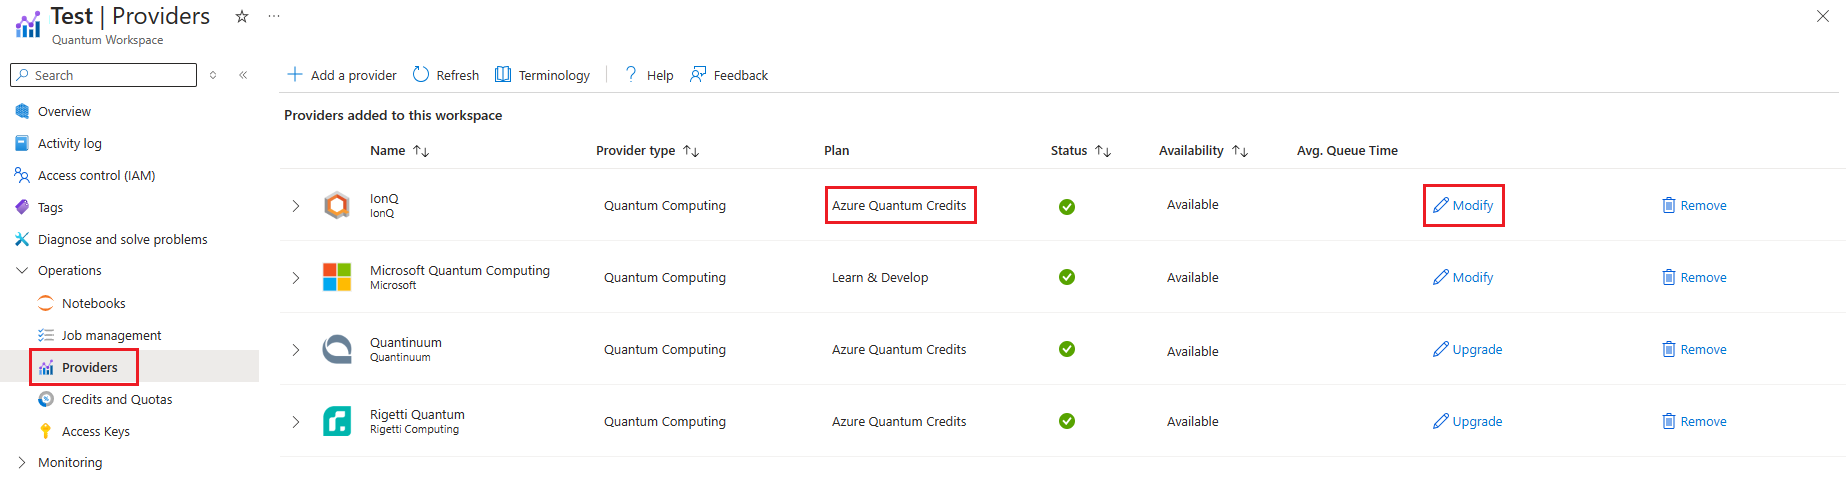 Test | Providers
Quantum Workspace
Search
Add a provider Refresh Terminology Help Feedback
Overview
Activity log
Access control (IAM)
Tags
Diagnose and solve problems
Operations
Notebooks
Job management
Providers
Credits and Quotas
Access Keys
Monitoring
Providers added to this workspace
Name Provider type Plan Status Availability Avg. Queue Time
IonQ
IonQ
Quantum Computing Azure Quantum Credits Available Modify Remove
Microsoft Quantum Computing
Microsoft
Quantum Computing Learn & Develop Available Modify Remove
Quantinuum
Quantinuum
Quantum Computing Azure Quantum Credits Available Upgrade Remove
Rigetti Quantum
Rigetti Computing
Quantum Computing Azure Quantum Credits Available Upgrade Remove